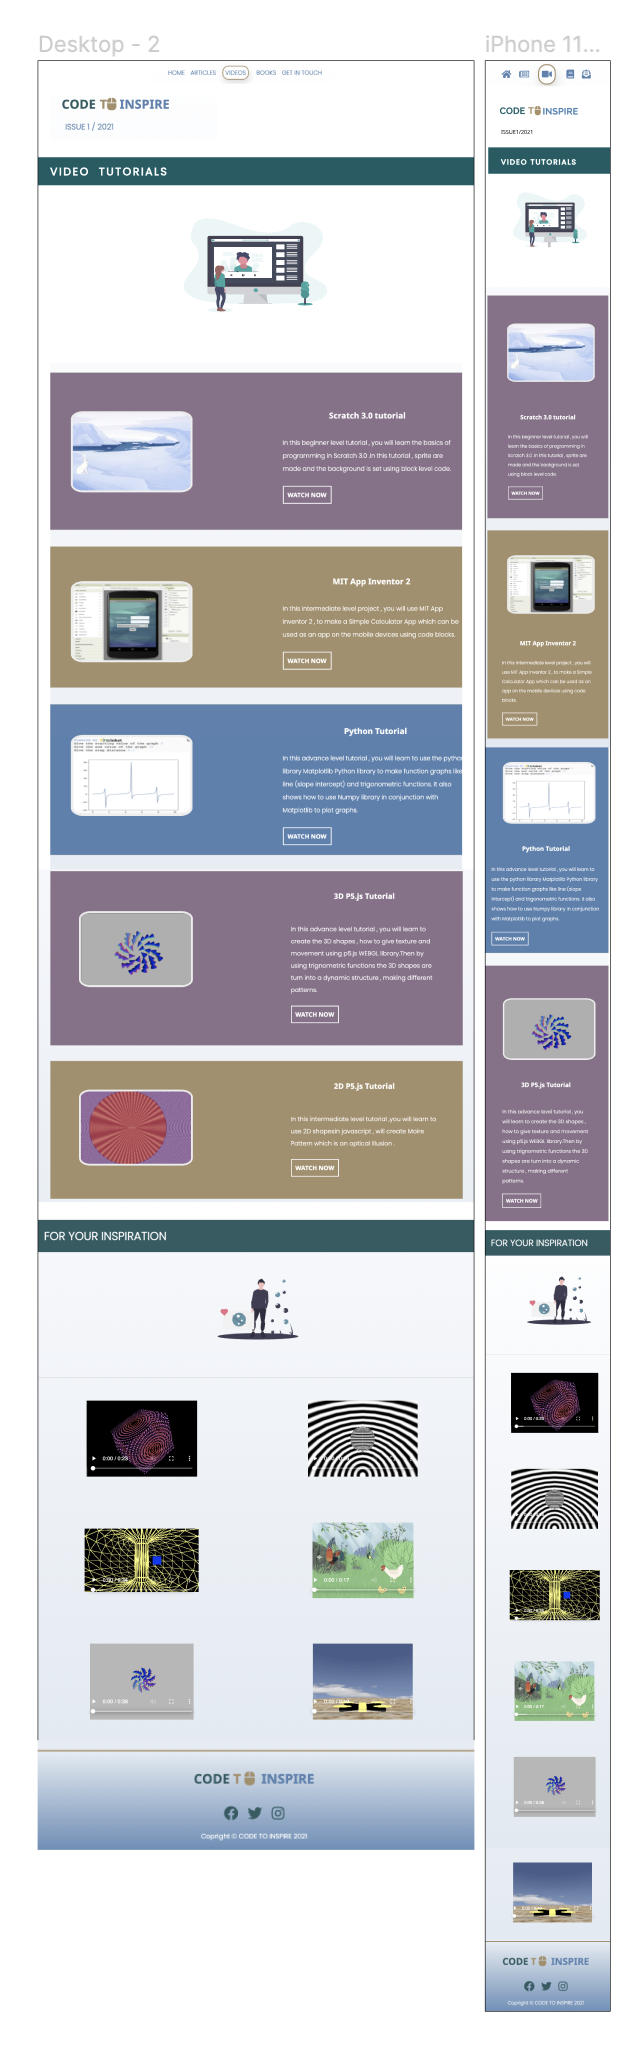 Desktop - 2
HOME ARTICLES VIDEOS BOOKS GET IN TOUCH
CODE T INSPIRE
ISSUE 1 / 2021
VIDEO TUTORIALS
Scratch 3.0 tutorial
In this beginner level tutorial , you will learn the basics of
programming in Scratch 3.0 .In this tutorial , sprite are
made and the background is set using block level code.
WATCH NOW
MIT App Inventor 2
In this intermediate level project , you will use MIT App
Inventor 2 , to make a Simple Calculator App which can be
used as an app on the mobile devices using code blocks.
WATCH NOW
Python Tutorial
In this advance level tutorial , you will learn to use the python
library Matplotlib Python library to make function graphs like
line (slope intercept) and trigonometric functions. It also
shows how to use Numpy library in conjunction with
Matplotlib to plot graphs.
WATCH NOW
3D P5.js Tutorial
In this advance level tutorial , you will learn to
create the 3D shapes , how to give texture and
movement using p5.js WEBGL library.Then by
using trignometric functions the 3D shapes are
turn into a dynamic structure , making different
patterns.
WATCH NOW
2D P5.js Tutorial
In this intermediate level tutorial ,you will learn to
use 2D shapesin javascript , will create Moire
Pattern which is an optical illusion .
WATCH NOW
FOR YOUR INSPIRATION
0:00 / 0:23
0:00 / 0:17
0:00 / 0:38
CODE T INSPIRE
Copright © CODE TO INSPIRE 2021
iPhone 11...
CODE T INSPIRE
ISSUE1/2021
VIDEO TUTORIALS
Scratch 3.0 tutorial
In this beginner level tutorial , you will
learn the basics of programming in
Scratch 3.0 .In this tutorial , sprite are
made and the background is set
using block level code.
WATCH NOW
MIT App Inventor 2
In this intermediate level project , you will
use MIT App Inventor 2 , to make a Simple
Calculator App which can be used as an
app on the mobile devices using code
blocks.
WATCH NOW
Python Tutorial
In this advance level tutorial , you will learn to
use the python library Matplotlib Python library
to make function graphs like line (slope
intercept) and trigonometric functions. It also
shows how to use Numpy library in conjunction
with Matplotlib to plot graphs.
WATCH NOW
3D P5.js Tutorial
In this advance level tutorial , you
will learn to create the 3D shapes ,
how to give texture and movement
using p5.js WEBGL library.Then by
using trignometric functions the 3D
shapes are turn into a dynamic
structure , making different
patterns.
WATCH NOW
FOR YOUR INSPIRATION
0:00 / 0:23
0:00 / 0:17
0:00 / 0:38
CODE T INSPIRE
Copright © CODE TO INSPIRE 2021